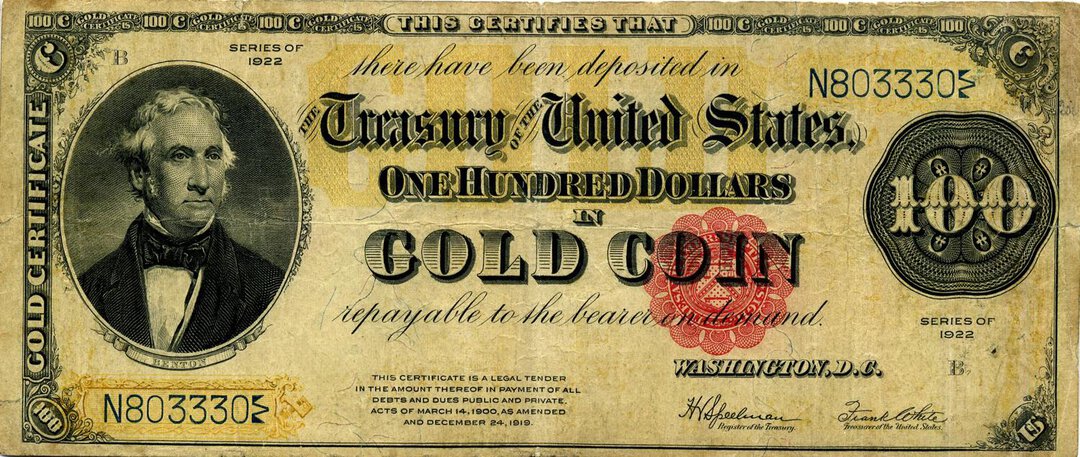 100 C GOLD CERTIFICATE 100 C GOLD CERTIFICATE 100 C THIS CERTIFIES THAT 100 C GOLD CERTIFICATE 100 GOLD CERTIFICATE 100
B
SERIES OF
1922
there have been deposited in
N803330
THE Treasury OF THE United States,
ONE HUNDRED DOLLARS
IN
GOLD COIN
repayable to the bearer on demand.
100
GOLD CERTIFICATE
BENTON
SERIES OF
1922
WASHINGTON, D.C.
B
THIS CERTIFICATE IS A LEGAL TENDER
IN THE AMOUNT THEREOF IN PAYMENT OF ALL
DEBTS AND DUES PUBLIC AND PRIVATE.
ACTS OF MARCH 14, 1900, AS AMENDED
AND DECEMBER 24, 1919.
N803330
H V Speelman
Register of the Treasury.
Frank White
Treasurer of the United States.
100